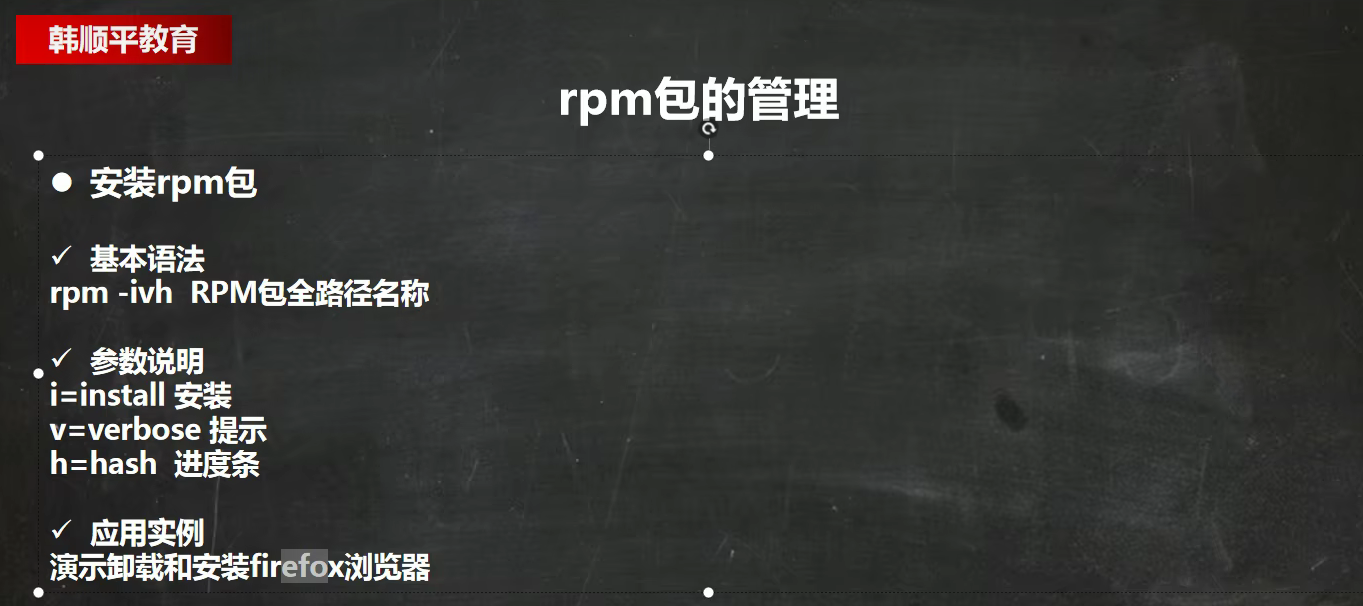 韩顺平教育
rpm包的管理
● 安装rpm包
✓ 基本语法
rpm -ivh RPM包全路径名称
✓ 参数说明
i=install 安装
v=verbose 提示
h=hash 进度条
✓ 应用实例
演示卸载和安装firefox浏览器